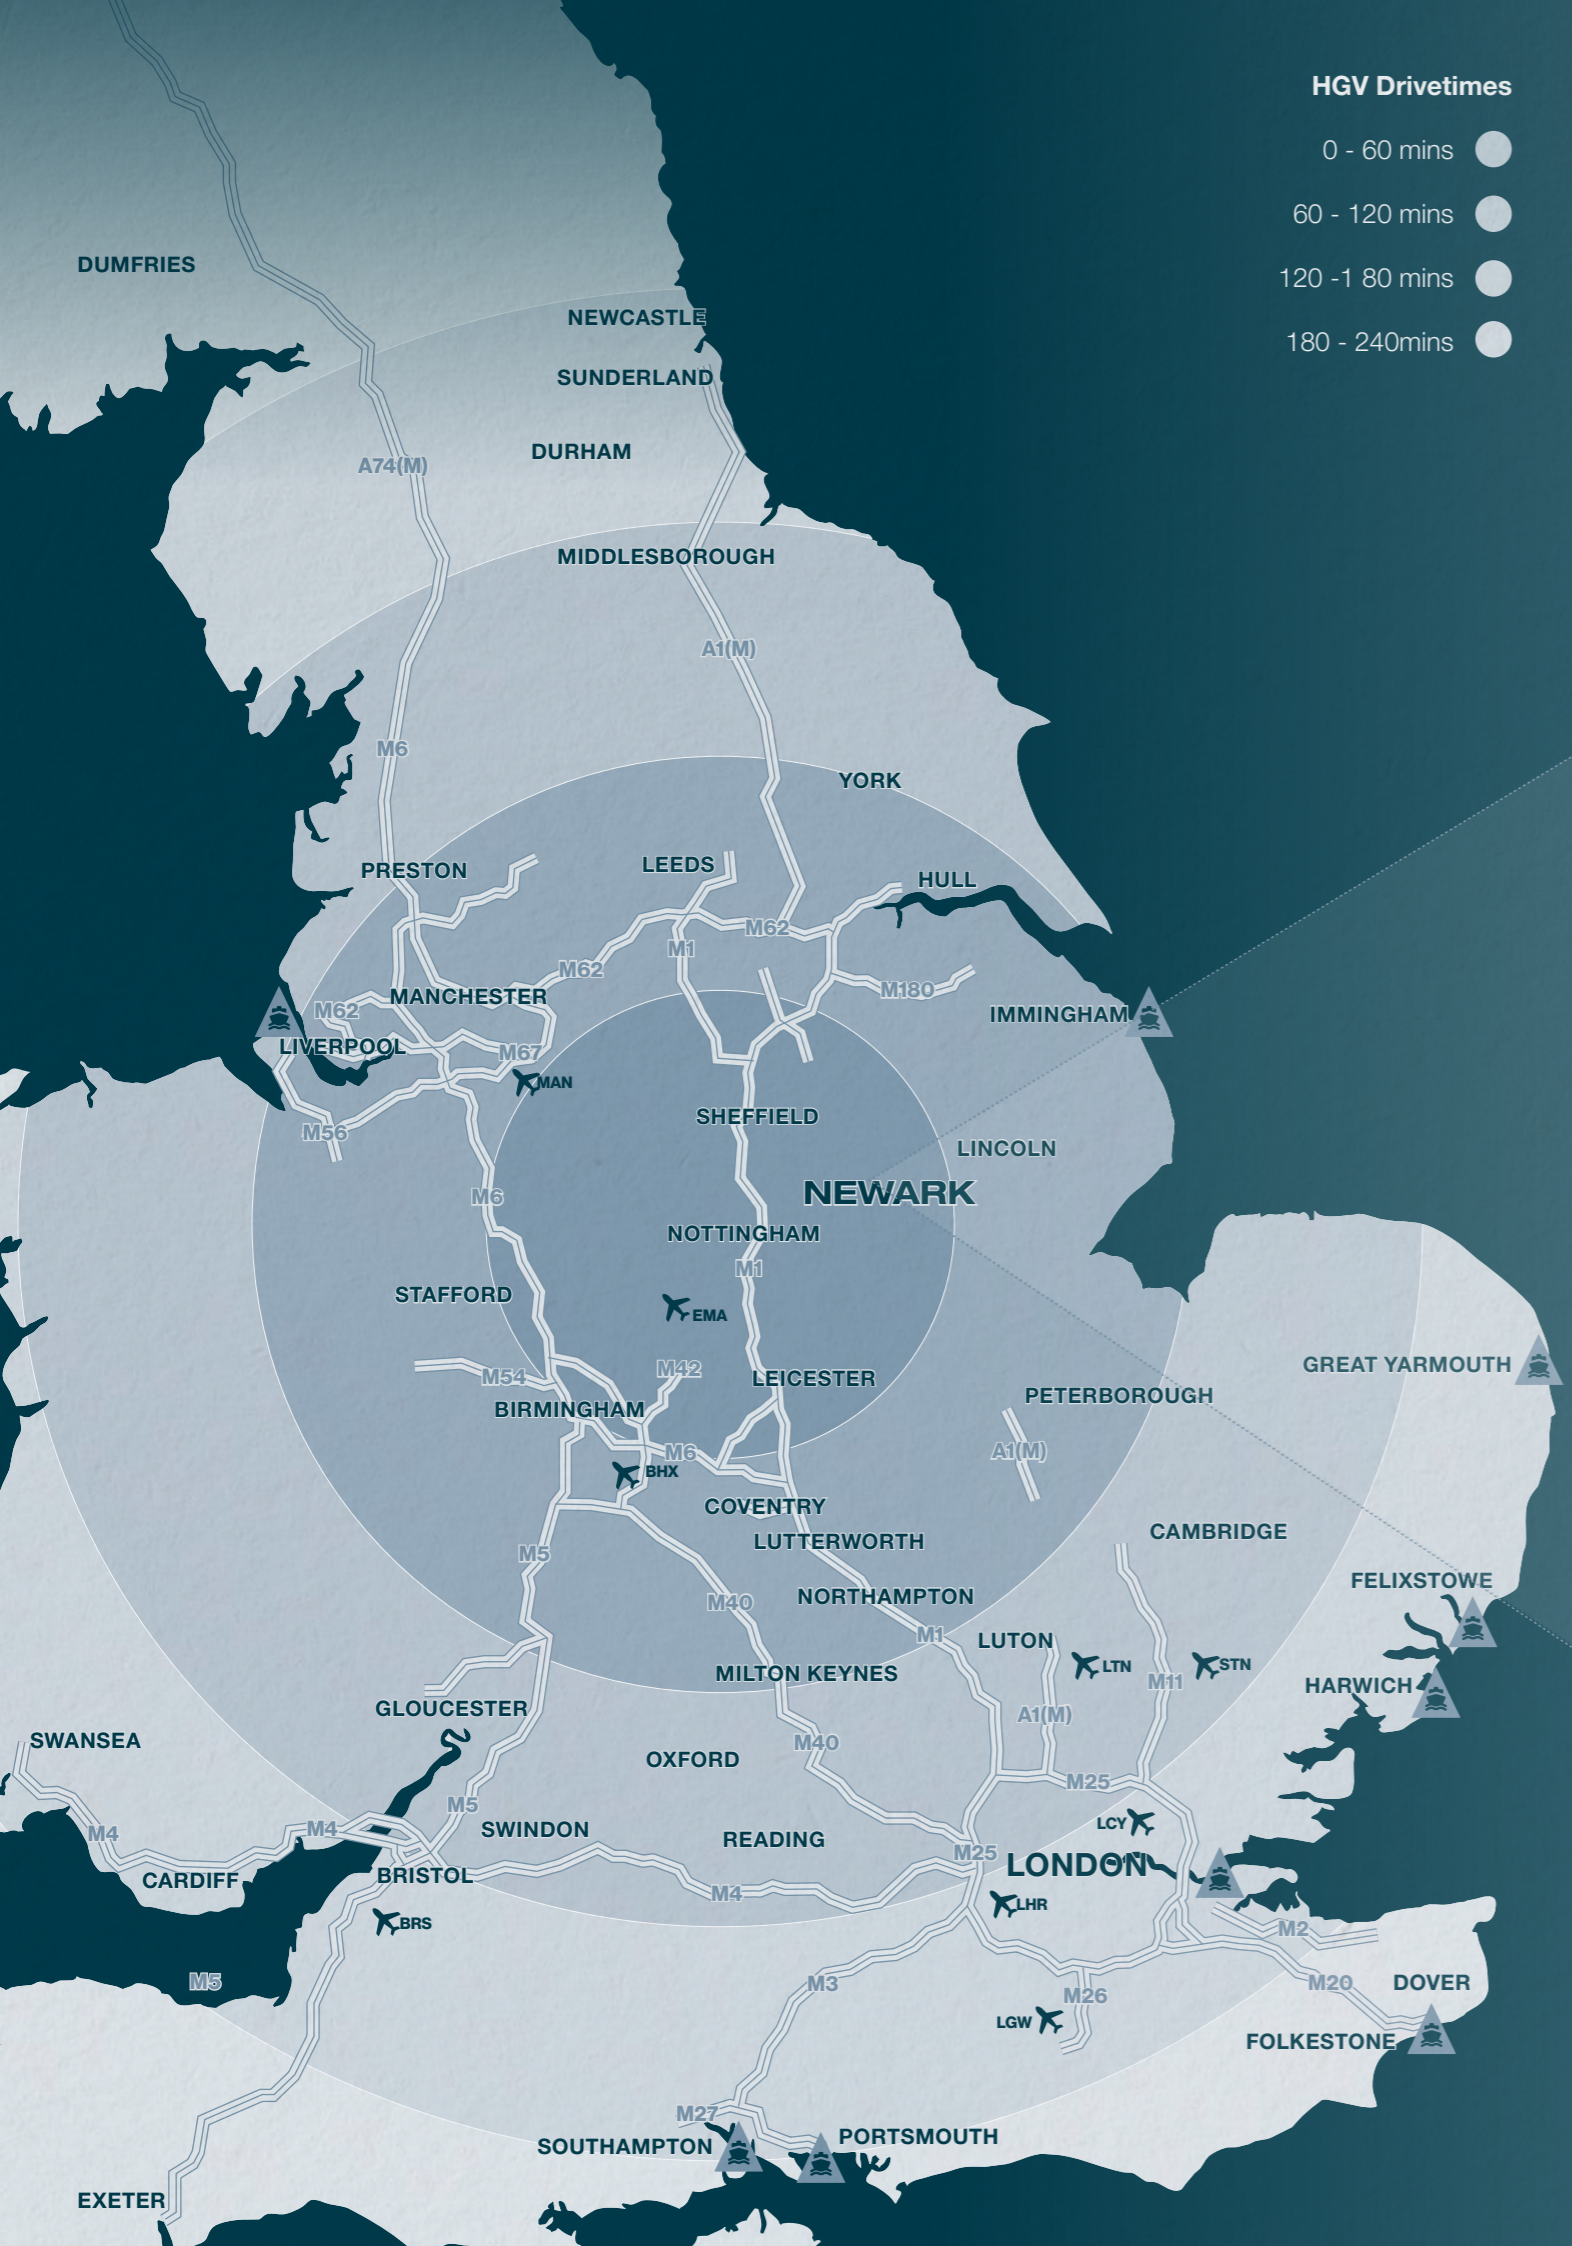 HGV Drivetimes
0 - 60 mins
60 - 120 mins
120 -1 80 mins
180 - 240mins
DUMFRIES
NEWCASTLE
SUNDERLAND
DURHAM
A74(M)
MIDDLESBOROUGH
A1(M)
M6
YORK
PRESTON
LEEDS
HULL
M62
M1
M62
M180
MANCHESTER
M62
IMMINGHAM
LIVERPOOL
M67
MAN
SHEFFIELD
M56
LINCOLN
M6
NEWARK
NOTTINGHAM
M1
STAFFORD
EMA
GREAT YARMOUTH
M42
M54
LEICESTER
PETERBOROUGH
BIRMINGHAM
M6
A1(M)
BHX
COVENTRY
CAMBRIDGE
LUTTERWORTH
M5
FELIXSTOWE
M40
NORTHAMPTON
M1
LUTON
LTN
STN
MILTON KEYNES
M11
HARWICH
GLOUCESTER
A1(M)
SWANSEA
M40
OXFORD
M25
M5
LCY
M4
M4
SWINDON
READING
M25
LONDON
CARDIFF
BRISTOL
M4
LHR
BRS
M2
M5
M3
M20
DOVER
M26
LGW
FOLKESTONE
M27
SOUTHAMPTON
PORTSMOUTH
EXETER